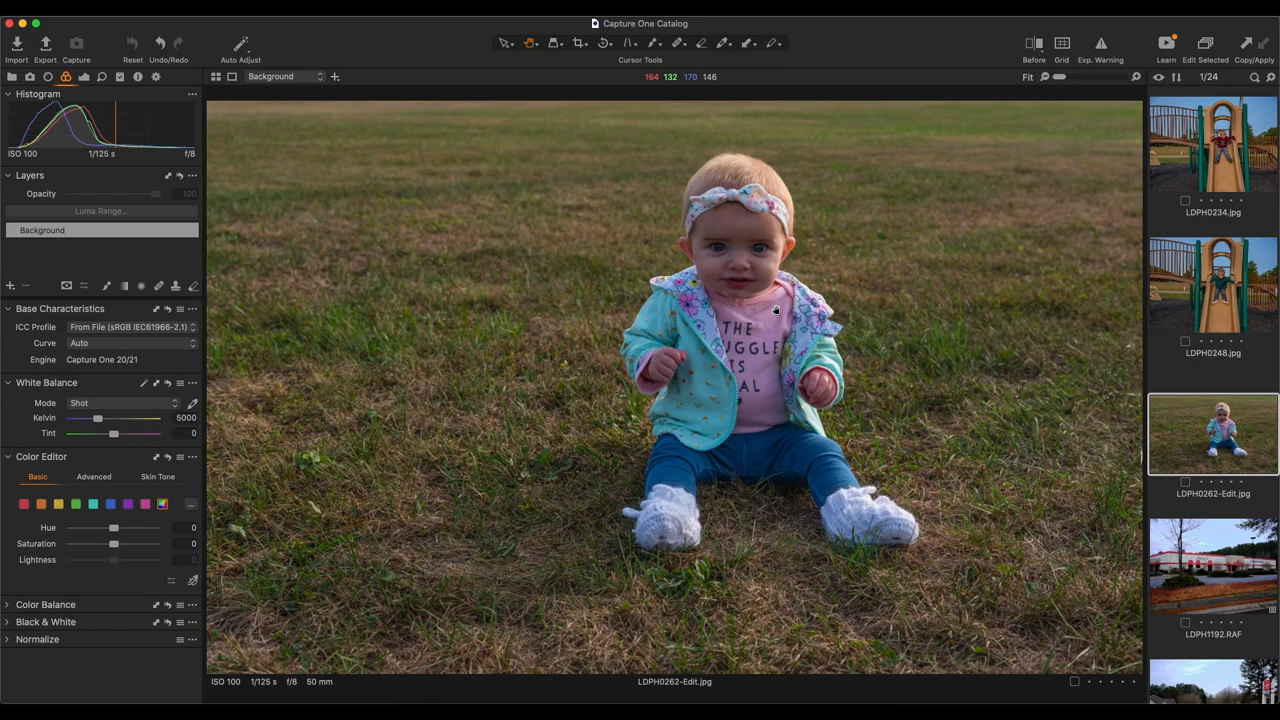 Capture One Catalog
Import Export Capture Reset Undo/Redo Auto Adjust Cursor Tools Before Grid Exp. Warning Learn Edit Selected Copy/Apply
Background 164 132 170 146 Fit 1/24
Histogram
ISO 100 1/125 s f/8
Layers
Opacity 100
Luma Range...
Background
Base Characteristics
ICC Profile From File (sRGB IEC61966-2.1)
Curve Auto
Engine Capture One 20/21
White Balance
Mode Shot
Kelvin 5000
Tint 0
Color Editor
Basic Advanced Skin Tone
Hue 0
Saturation 0
Lightness 0
Color Balance
Black & White
Normalize
THE
ISO 100 1/125 s f/8 50 mm LDPH0262-Edit.jpg
LDPH0234.jpg
LDPH0248.jpg
LDPH0262-Edit.jpg
LDPH1192.RAF